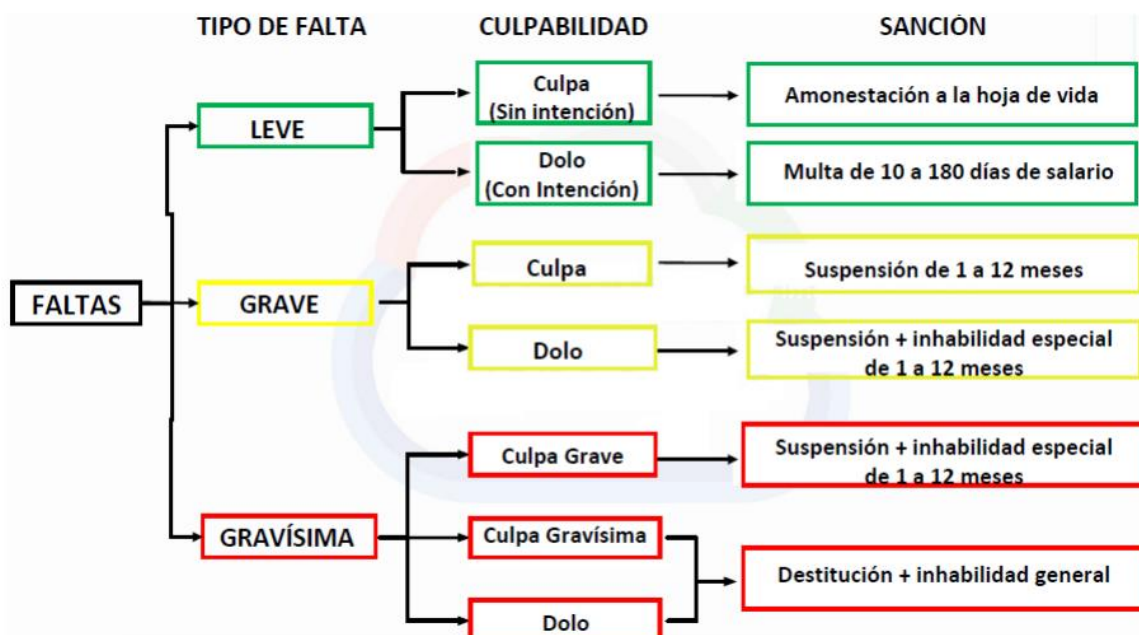 TIPO DE FALTA
CULPABILIDAD
SANCIÓN
FALTAS
LEVE
Culpa
(Sin intención)
Amonestación a la hoja de vida
Dolo
(Con Intención)
Multa de 10 a 180 días de salario
GRAVE
Culpa
Suspensión de 1 a 12 meses
Dolo
Suspensión + inhabilidad especial
de 1 a 12 meses
GRAVÍSIMA
Culpa Grave
Suspensión + inhabilidad especial
de 1 a 12 meses
Culpa Gravísima
Dolo
Destitución + inhabilidad general